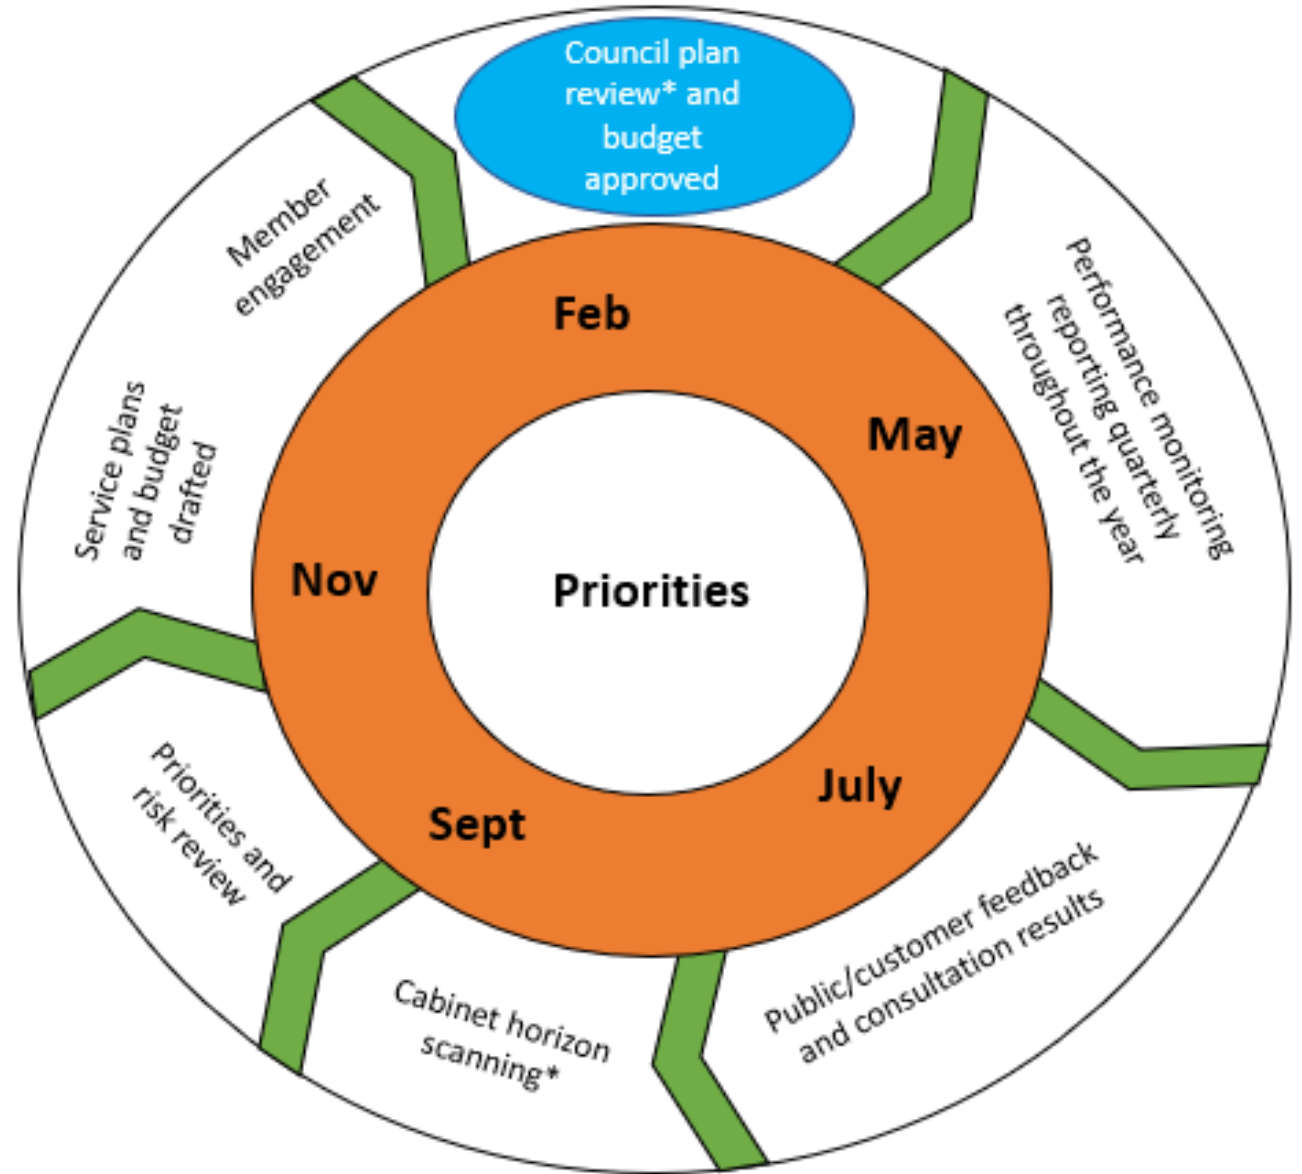 Council plan
review* and
budget
approved
Performance monitoring
reporting quarterly
throughout the year
Public/customer feedback
and consultation results
Cabinet horizon
scanning*
Priorities and
risk review
Service plans
and budget
drafted
Member
engagement
Feb
May
July
Sept
Nov
Priorities